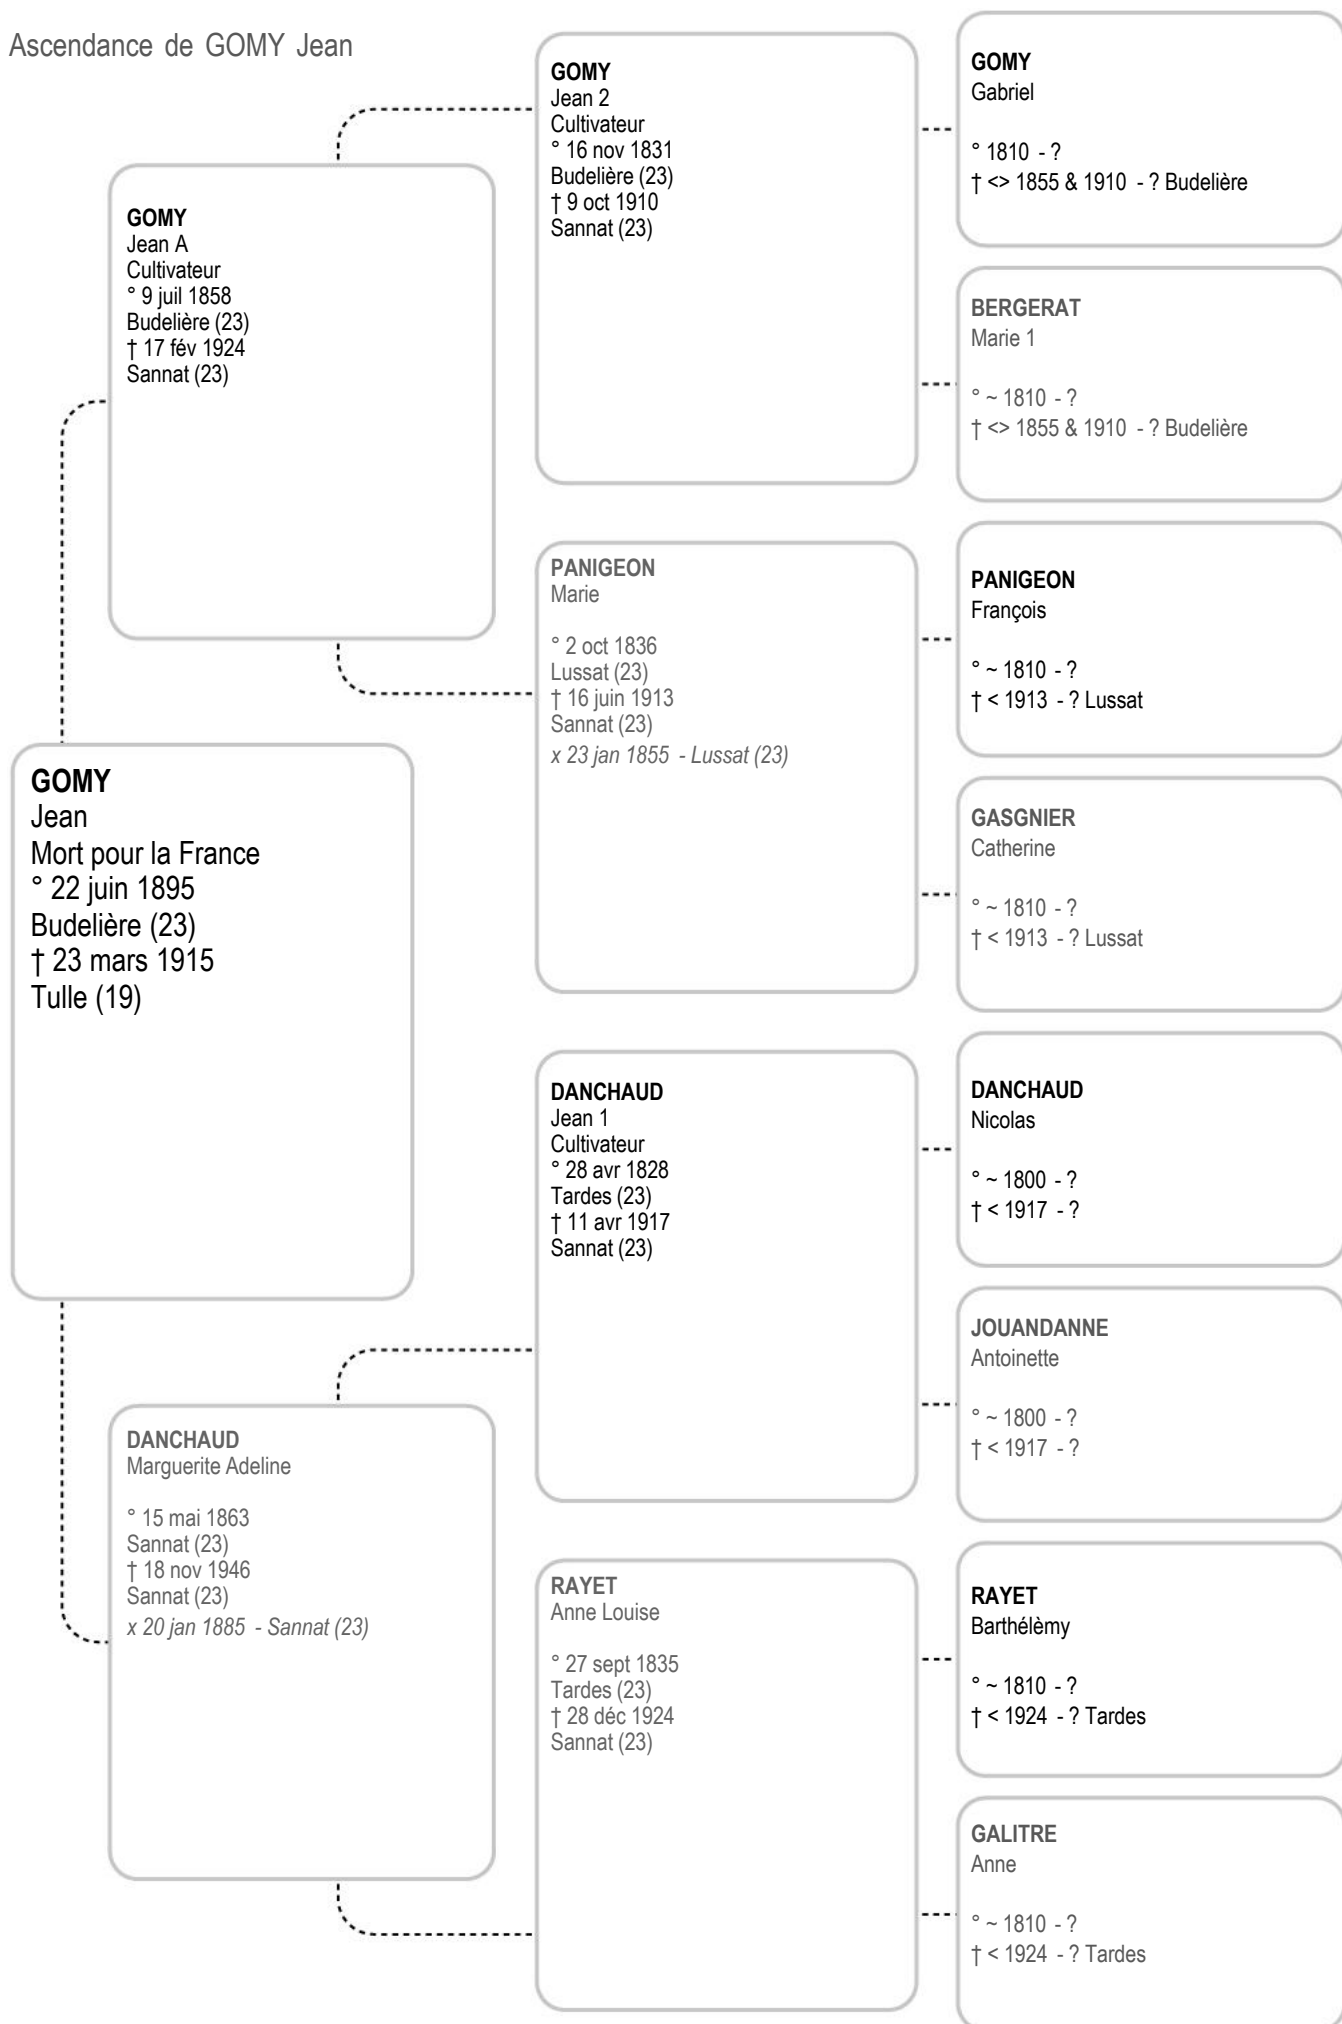 Ascendance de GOMY Jean
GOMY
Jean
Mort pour la France
° 22 juin 1895
Budelière (23)
† 23 mars 1915
Tulle (19)
GOMY
Jean A
Cultivateur
° 9 juil 1858
Budelière (23)
† 17 fév 1924
Sannat (23)
DANCHAUD
Marguerite Adeline
° 15 mai 1863
Sannat (23)
† 18 nov 1946
Sannat (23)
x 20 jan 1885 - Sannat (23)
GOMY
Jean 2
Cultivateur
° 16 nov 1831
Budelière (23)
† 9 oct 1910
Sannat (23)
PANIGEON
Marie
° 2 oct 1836
Lussat (23)
† 16 juin 1913
Sannat (23)
x 23 jan 1855 - Lussat (23)
DANCHAUD
Jean 1
Cultivateur
° 28 avr 1828
Tardes (23)
† 11 avr 1917
Sannat (23)
RAYET
Anne Louise
° 27 sept 1835
Tardes (23)
† 28 déc 1924
Sannat (23)
GOMY
Gabriel
° 1810 - ?
† <> 1855 & 1910 - ? Budelière
BERGERAT
Marie 1
° ~ 1810 - ?
† <> 1855 & 1910 - ? Budelière
PANIGEON
François
° ~ 1810 - ?
† < 1913 - ? Lussat
GASGNIER
Catherine
° ~ 1810 - ?
† < 1913 - ? Lussat
DANCHAUD
Nicolas
° ~ 1800 - ?
† < 1917 - ?
JOUANDANNE
Antoinette
° ~ 1800 - ?
† < 1917 - ?
RAYET
Barthélèmy
° ~ 1810 - ?
† < 1924 - ? Tardes
GALITRE
Anne
° ~ 1810 - ?
† < 1924 - ? Tardes